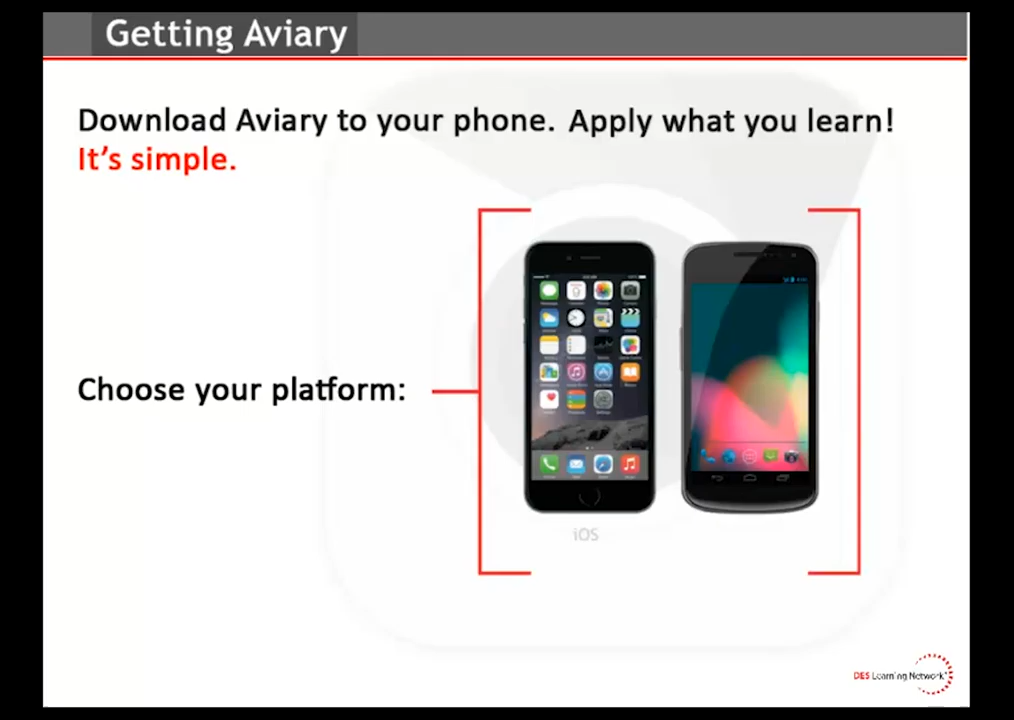 Getting Aviary
Download Aviary to your phone. Apply what you learn!
It's simple.
Choose your platform:
iOS
DES Learning Network